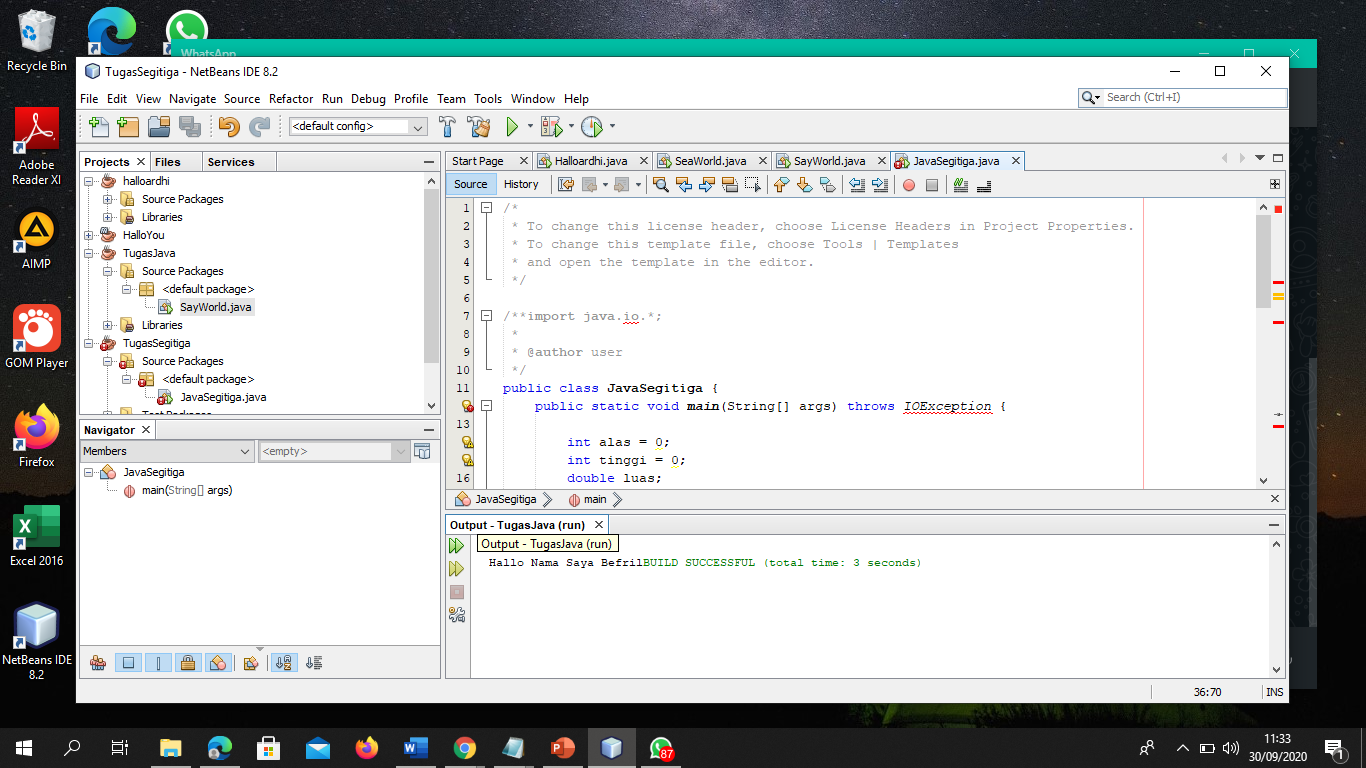 Recycle Bin
WhatsApp
TugasSegitiga - NetBeans IDE 8.2
File Edit View Navigate Source Refactor Run Debug Profile Team Tools Window Help
Search (Ctrl+I)
<default config>
Adobe
Reader XI
AIMP
GOM Player
Firefox
Excel 2016
NetBeans IDE
8.2
Projects Files Services
halloardhi
Source Packages
Libraries
HalloYou
TugasJava
Source Packages
<default package>
SayWorld.java
Libraries
TugasSegitiga
Source Packages
<default package>
JavaSegitiga.java
Navigator
Members <empty>
JavaSegitiga
main(String[] args)
Start Page Halloardhi.java SeaWorld.java SayWorld.java JavaSegitiga.java
Source History
1 /*
2 * To change this license header, choose License Headers in Project Properties.
3 * To change this template file, choose Tools | Templates
4 * and open the template in the editor.
5 */
6
7 /**import java.io.*;
8 *
9 * @author user
10 */
11 public class JavaSegitiga {
public static void main(String[] args) throws IOException {
13
int alas = 0;
int tinggi = 0;
16 double luas;
JavaSegitiga main
Output - TugasJava (run)
Output - TugasJava (run)
Hallo Nama Saya BefrilBUILD SUCCESSFUL (total time: 3 seconds)
36:70 INS
87
11:33
30/09/2020
1